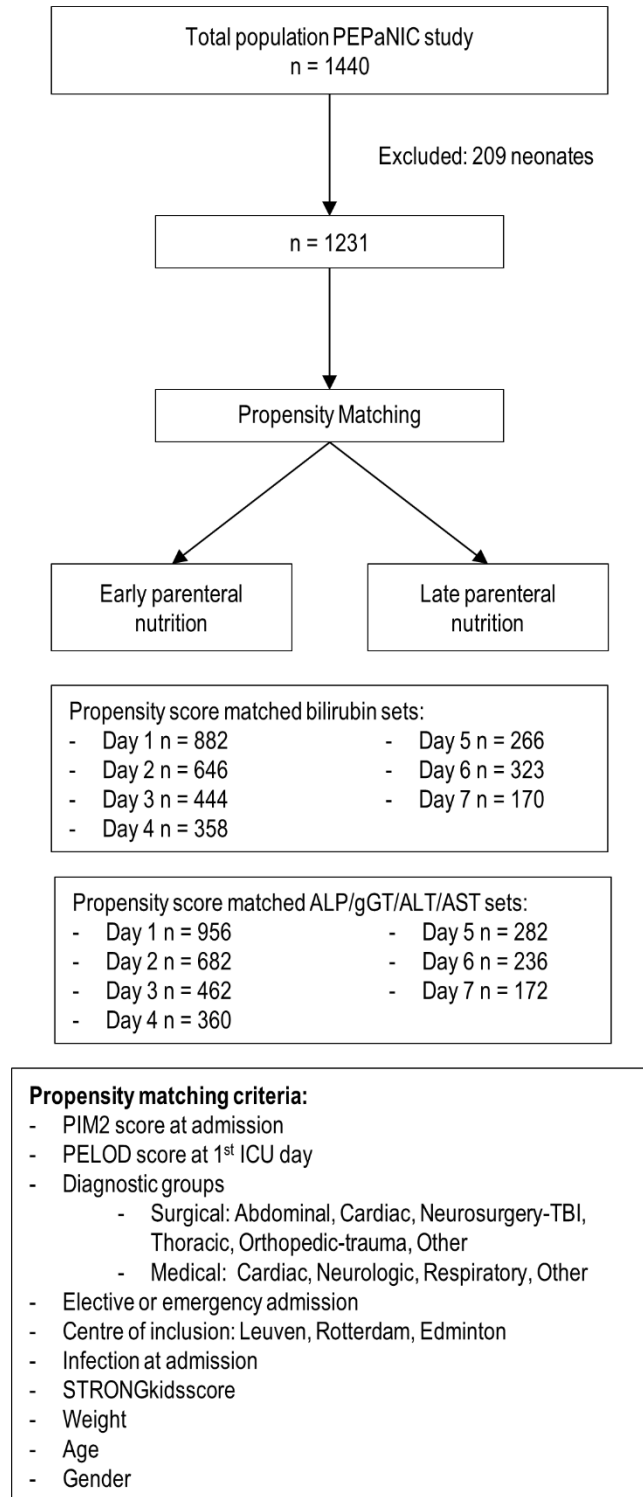 Total population PEPaNIC study
n = 1440
Excluded: 209 neonates
n = 1231
Propensity Matching
Early parenteral
nutrition
Late parenteral
nutrition
Propensity score matched bilirubin sets:
- Day 1 n = 882
- Day 2 n = 646
- Day 3 n = 444
- Day 4 n = 358
- Day 5 n = 266
- Day 6 n = 323
- Day 7 n = 170
Propensity score matched ALP/gGT/ALT/AST sets:
- Day 1 n = 956
- Day 2 n = 682
- Day 3 n = 462
- Day 4 n = 360
- Day 5 n = 282
- Day 6 n = 236
- Day 7 n = 172
Propensity matching criteria:
- PIM2 score at admission
- PELOD score at 1st ICU day
- Diagnostic groups
- Surgical: Abdominal, Cardiac, Neurosurgery-TBI,
Thoracic, Orthopedic-trauma, Other
- Medical: Cardiac, Neurologic, Respiratory, Other
- Elective or emergency admission
- Centre of inclusion: Leuven, Rotterdam, Edminton
- Infection at admission
- STRONGkidsscore
- Weight
- Age
- Gender